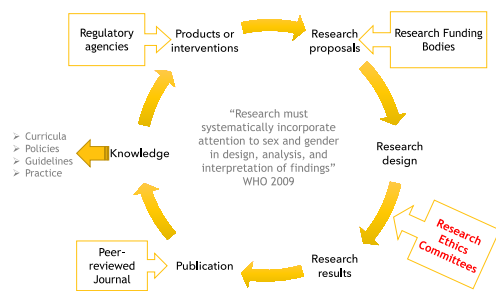 Regulatory
agencies
Products or
interventions
Research
proposals
Research Funding
Bodies
“Research must
systematically incorporate
attention to sex and gender
in design, analysis, and
interpretation of findings”
WHO 2009
Research
design
Research
Ethics
Committees
Research
results
Publication
Peer-
reviewed
Journal
Knowledge
➢ Curricula
➢ Policies
➢ Guidelines
➢ Practice